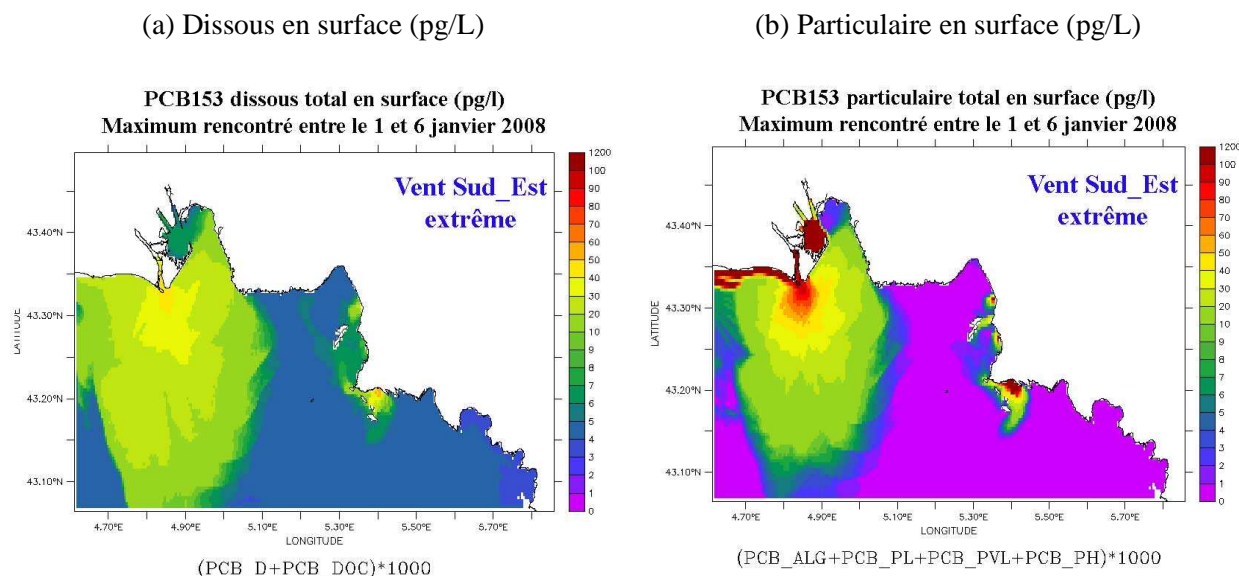 (a) Dissous en surface (pg/L)
(b) Particulaire en surface (pg/L)
PCB153 dissous total en surface (pg/l)
Maximum rencontré entre le 1 et 6 janvier 2008
Vent Sud_Est
extrême
1200
100
90
80
70
60
50
40
30
20
10
9
8
7
6
5
4
3
2
1
0
43.40°N
43.30°N
43.20°N
43.10°N
LATITUDE
4.70°E 4.90°E 5.10°E 5.30°E 5.50°E 5.70°E
LONGITUDE
(PCB_D+PCB_DOC)*1000
PCB153 particulaire total en surface (pg/l)
Maximum rencontré entre le 1 et 6 janvier 2008
Vent Sud_Est
extrême
1200
100
90
80
70
60
50
40
30
20
10
9
8
7
6
5
4
3
2
1
0
43.40°N
43.30°N
43.20°N
43.10°N
LATITUDE
4.70°E 4.90°E 5.10°E 5.30°E 5.50°E 5.70°E
LONGITUDE
(PCB_ALG+PCB_PL+PCB_PVL+PCB_PH)*1000